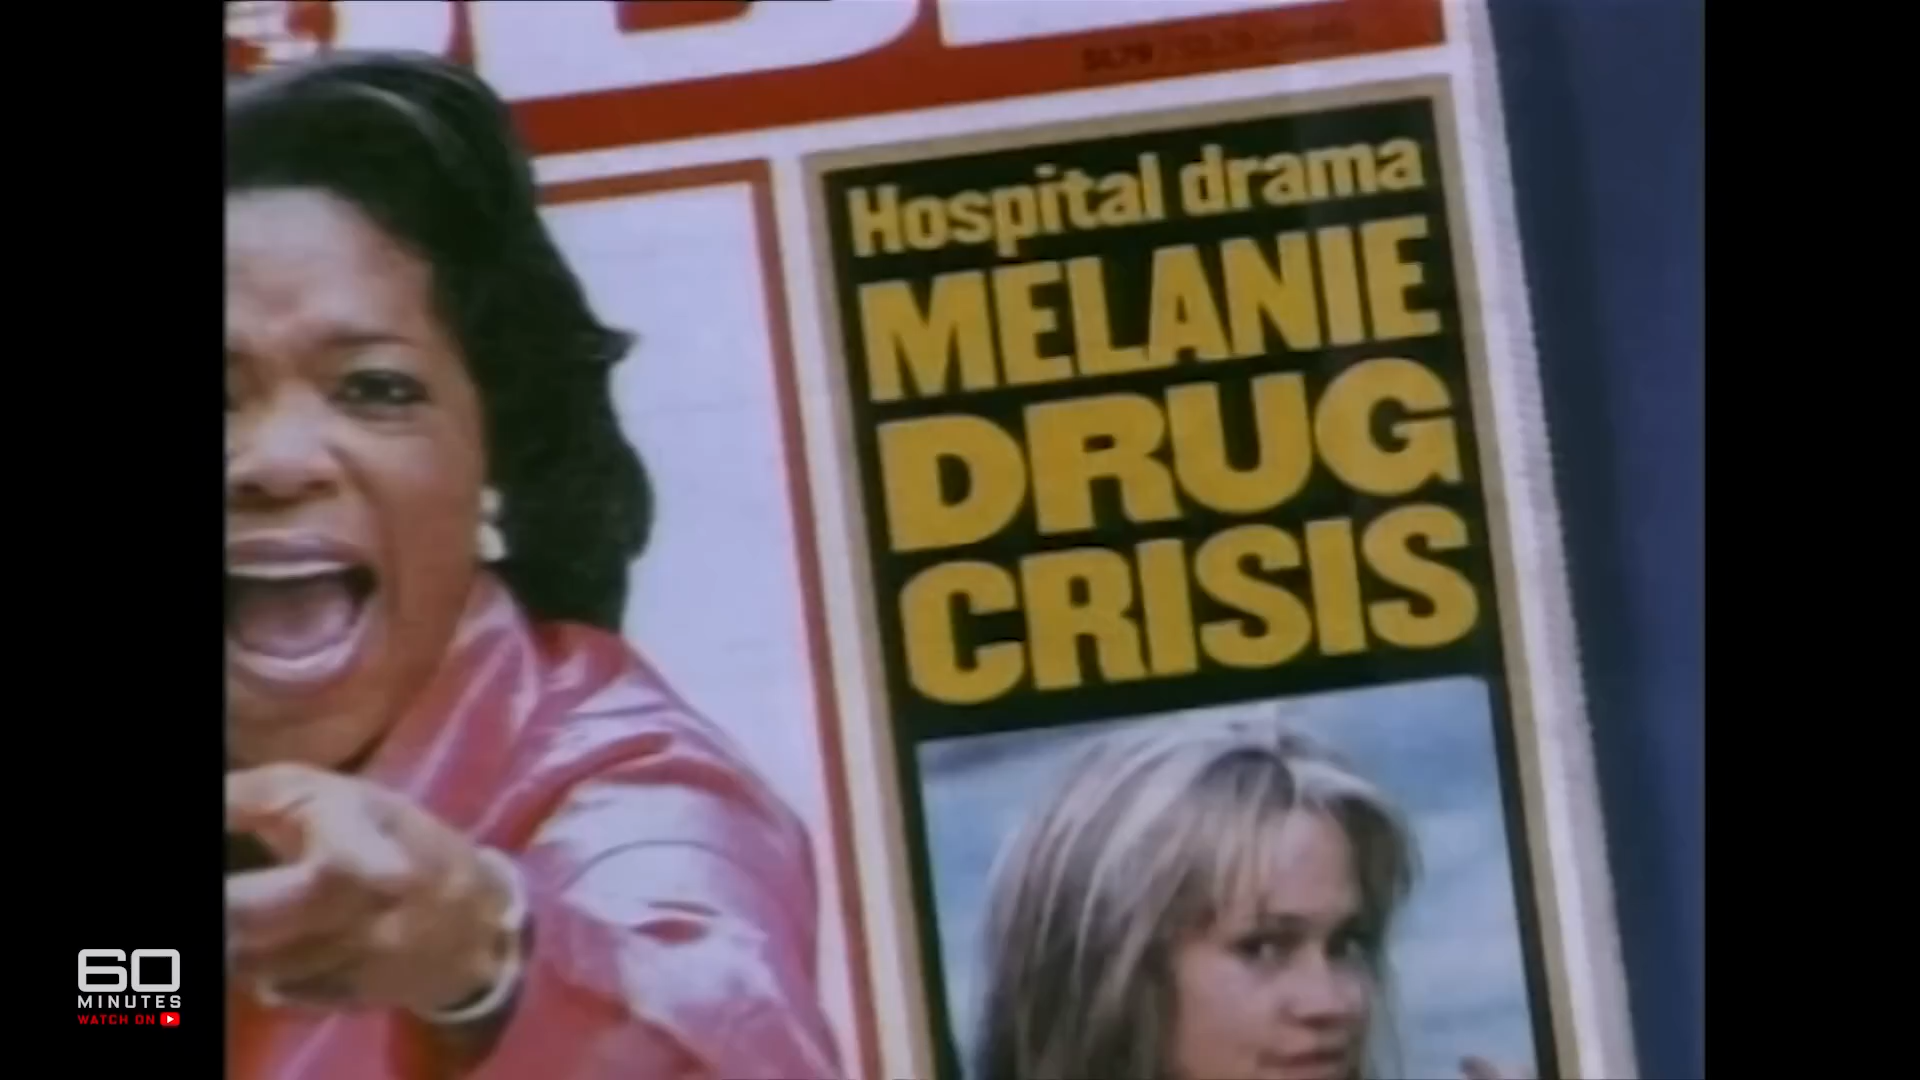 Hospital drama
MELANIE
DRUG
CRISIS
60
MINUTES
WATCH ON